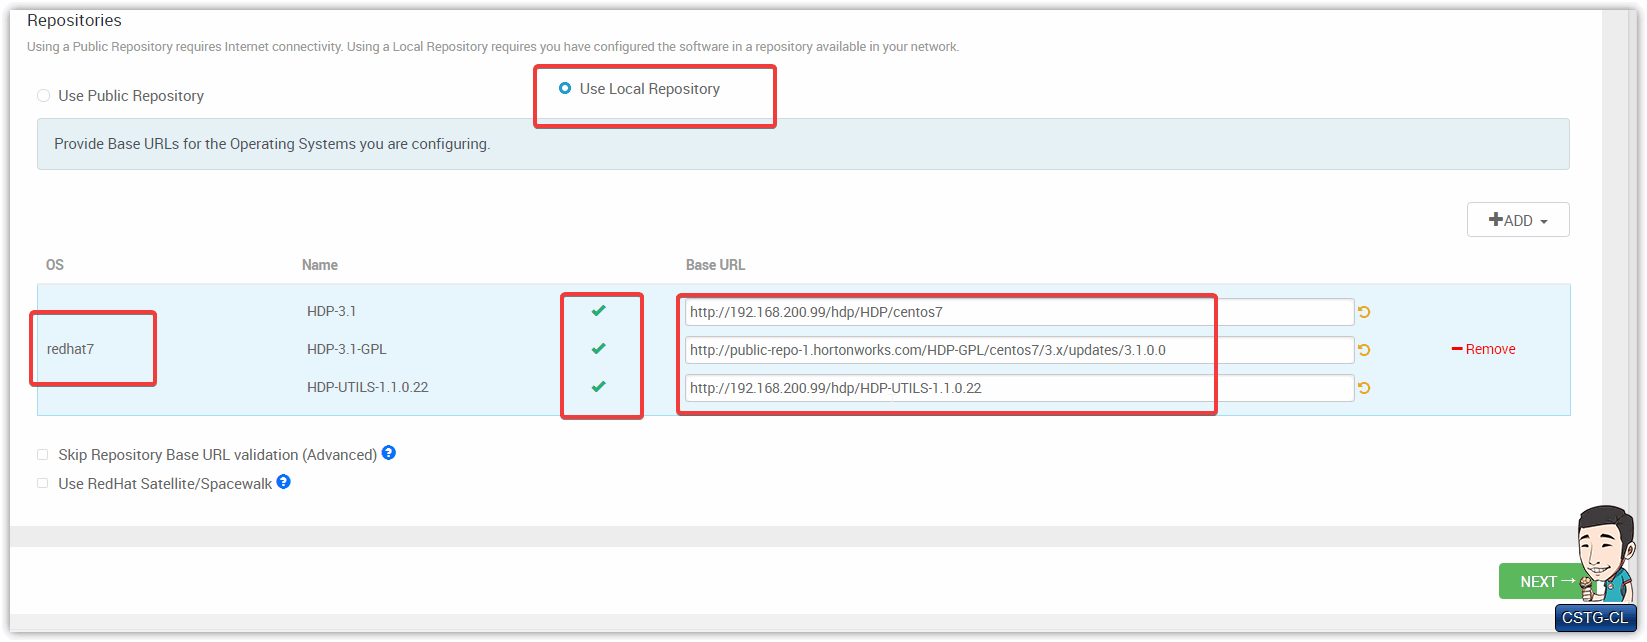 Repositories
Using a Public Repository requires Internet connectivity. Using a Local Repository requires you have configured the software in a repository available in your network.
Use Public Repository
Use Local Repository
Provide Base URLs for the Operating Systems you are configuring.
ADD
OS Name Base URL
HDP-3.1 http://192.168.200.99/hdp/HDP/centos7
redhat7 HDP-3.1-GPL http://public-repo-1.hortonworks.com/HDP-GPL/centos7/3.x/updates/3.1.0.0 Remove
HDP-UTILS-1.1.0.22 http://192.168.200.99/hdp/HDP-UTILS-1.1.0.22
Skip Repository Base URL validation (Advanced) ?
Use RedHat Satellite/Spacewalk ?
NEXT→
CSTG-CL